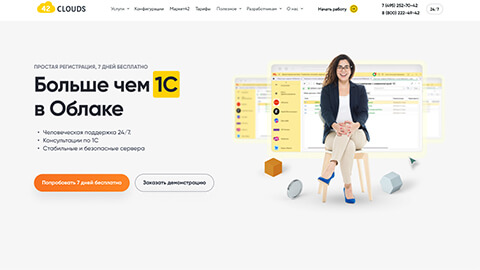 42 CLOUDS
Услуги
Конфигурации
Маркет42
Тарифы
Полезное
Разработчикам
О нас
Начать работу
7 (495) 252-70-42
8 (800) 222-49-42
24/7
ПРОСТАЯ РЕГИСТРАЦИЯ, 7 ДНЕЙ БЕСПЛАТНО
Больше чем 1С
в Облаке
• Человеческая поддержка 24/7.
• Консультации по 1С
• Стабильные и безопасные сервера
Попробовать 7 дней бесплатно
Заказать демонстрацию